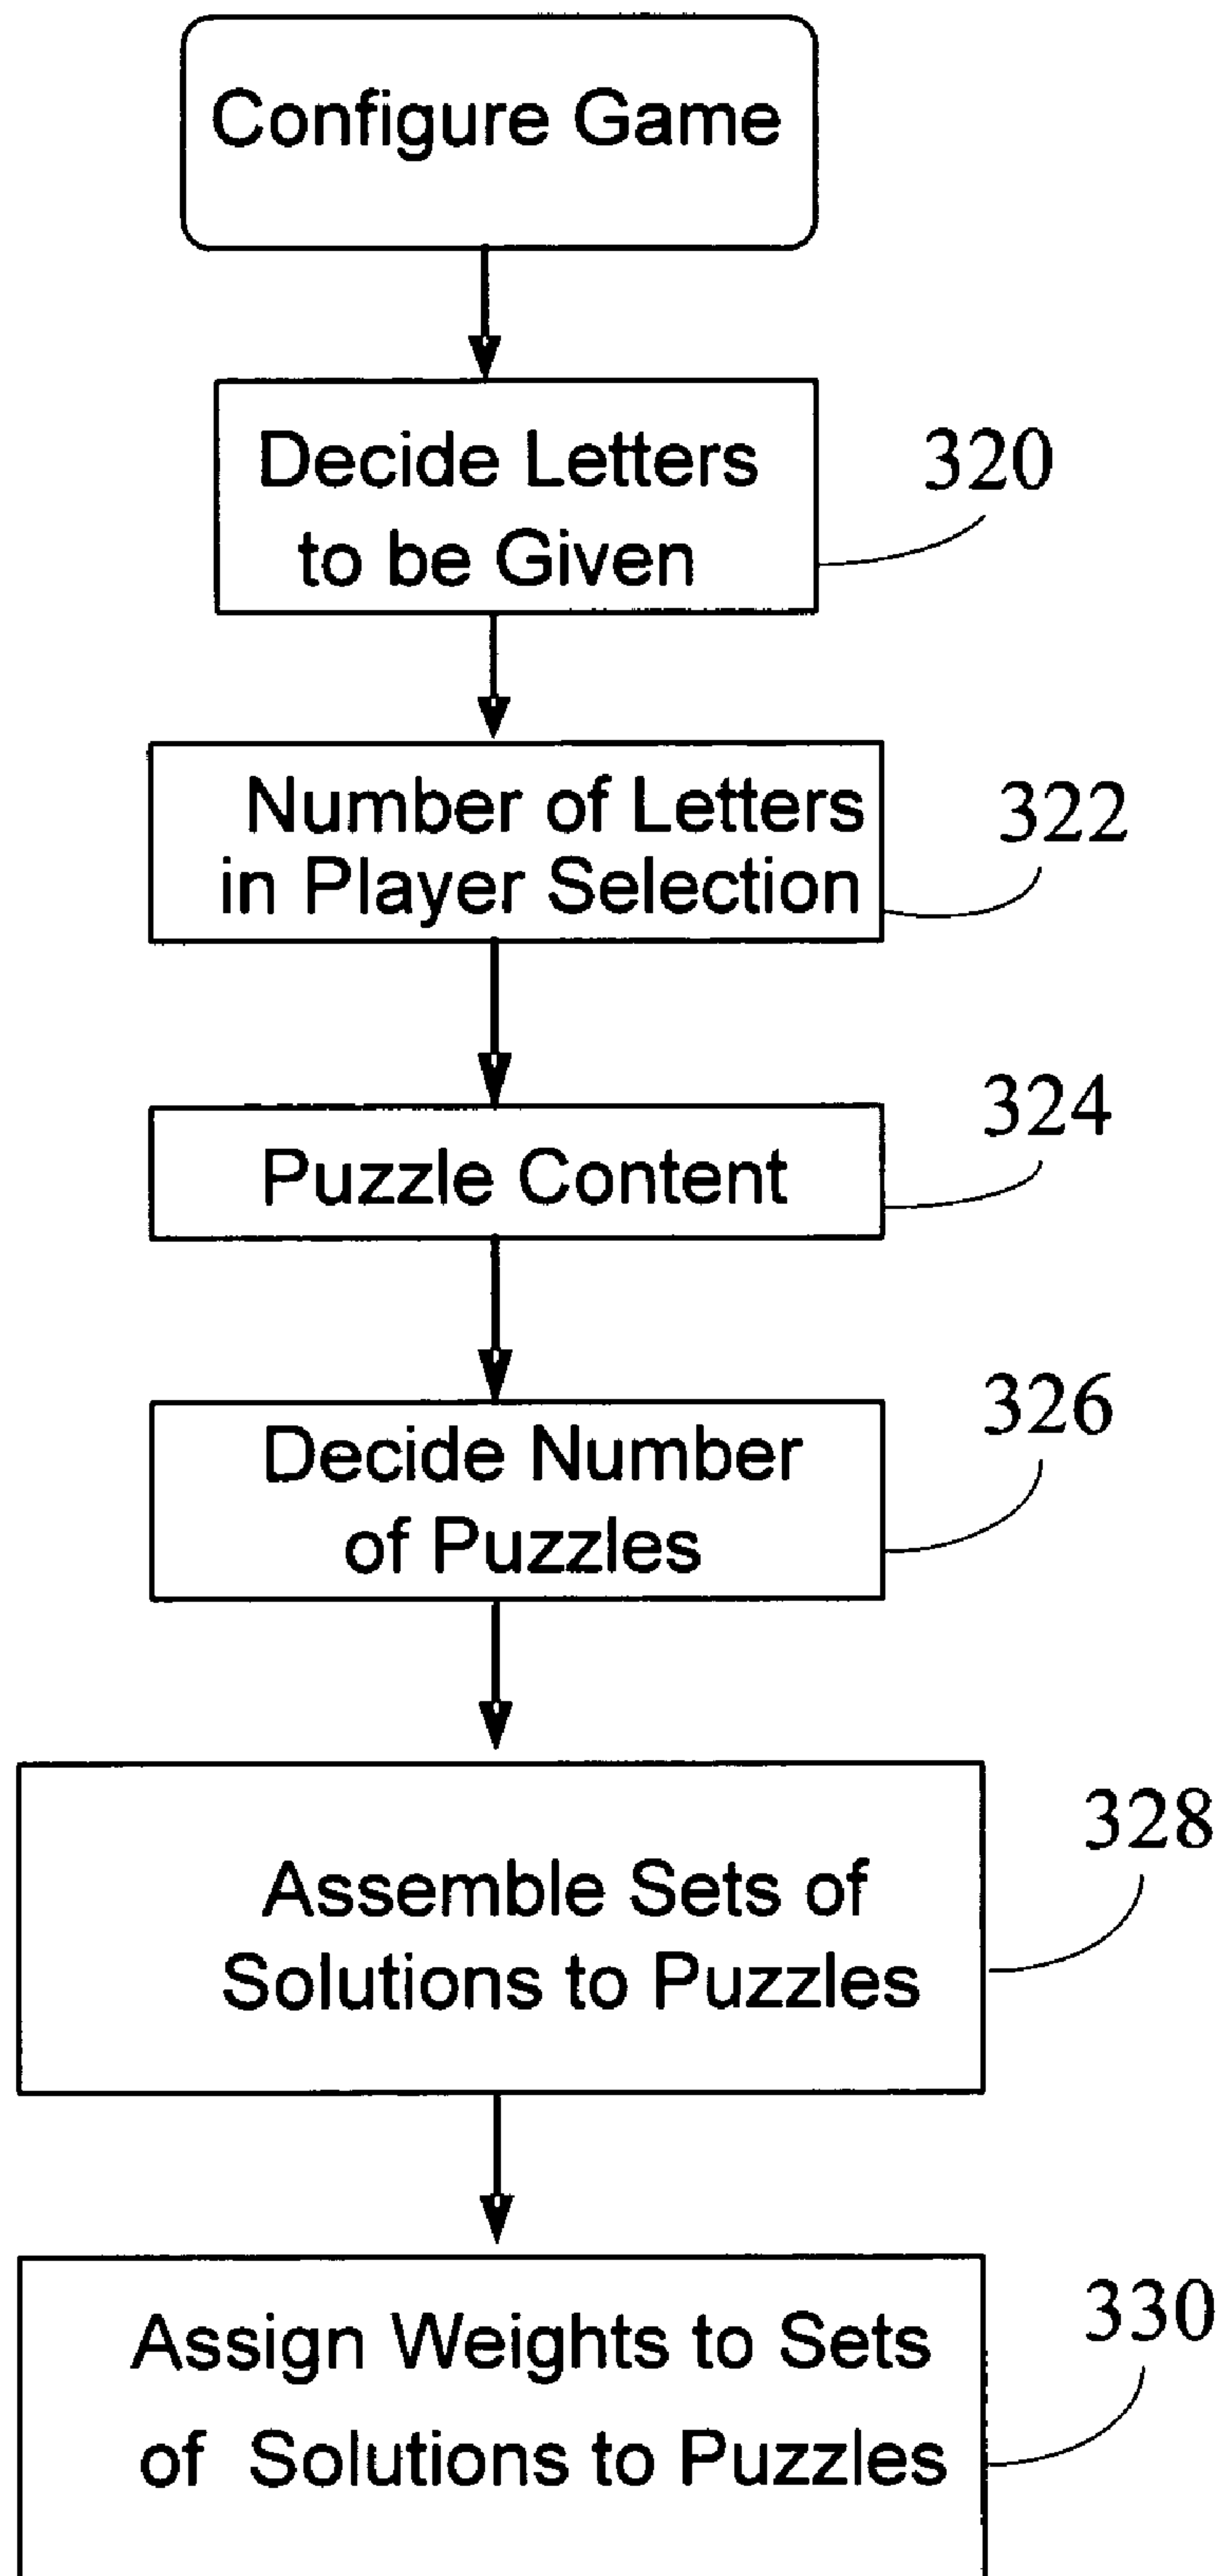 Configure Game
Decide Letters
to be Given
320
Number of Letters
in Player Selection
322
Puzzle Content
324
Decide Number
of Puzzles
326
Assemble Sets of
Solutions to Puzzles
328
Assign Weights to Sets
of Solutions to Puzzles
330